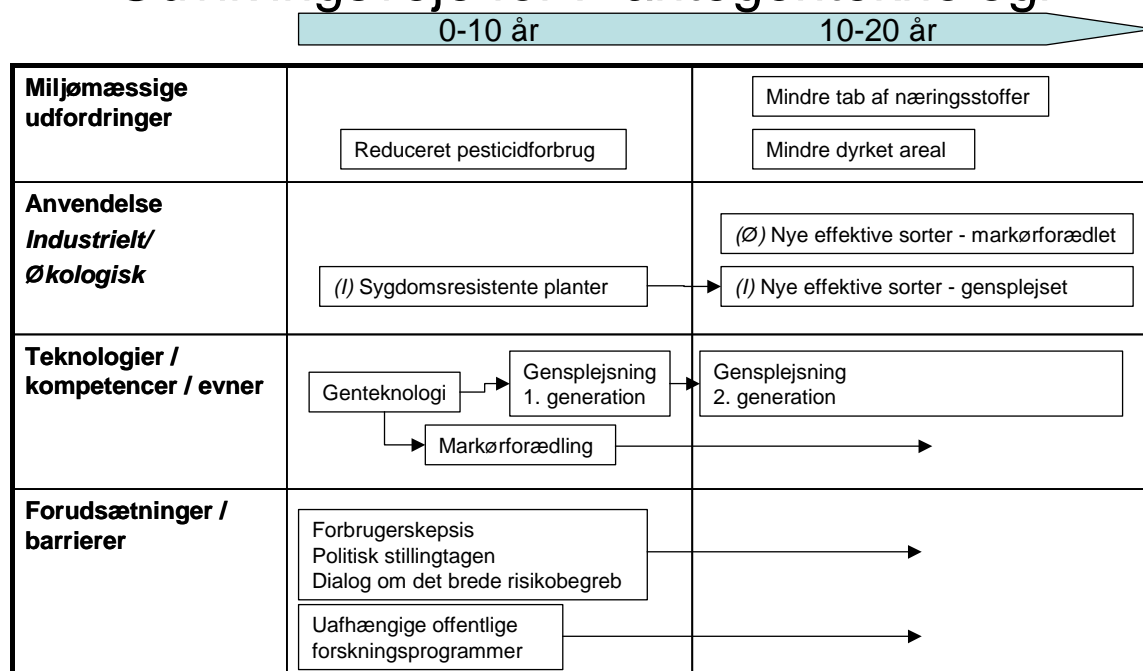 0-10 år
10-20 år
Miljømæssige
udfordringer
Reduceret pesticidforbrug
Mindre tab af næringsstoffer
Mindre dyrket areal
Anvendelse
Industrielt/
Økologisk
(I) Sygdomsresistente planter
(Ø) Nye effektive sorter - markørforædlet
(I) Nye effektive sorter - gensplejset
Teknologier /
kompetencer / evner
Genteknologi
Gensplejsning
1. generation
Markørforædling
Gensplejsning
2. generation
Forudsætninger /
barrierer
Forbrugerskepsis
Politisk stillingtagen
Dialog om det brede risikobegreb
Uafhængige offentlige
forskningsprogrammer